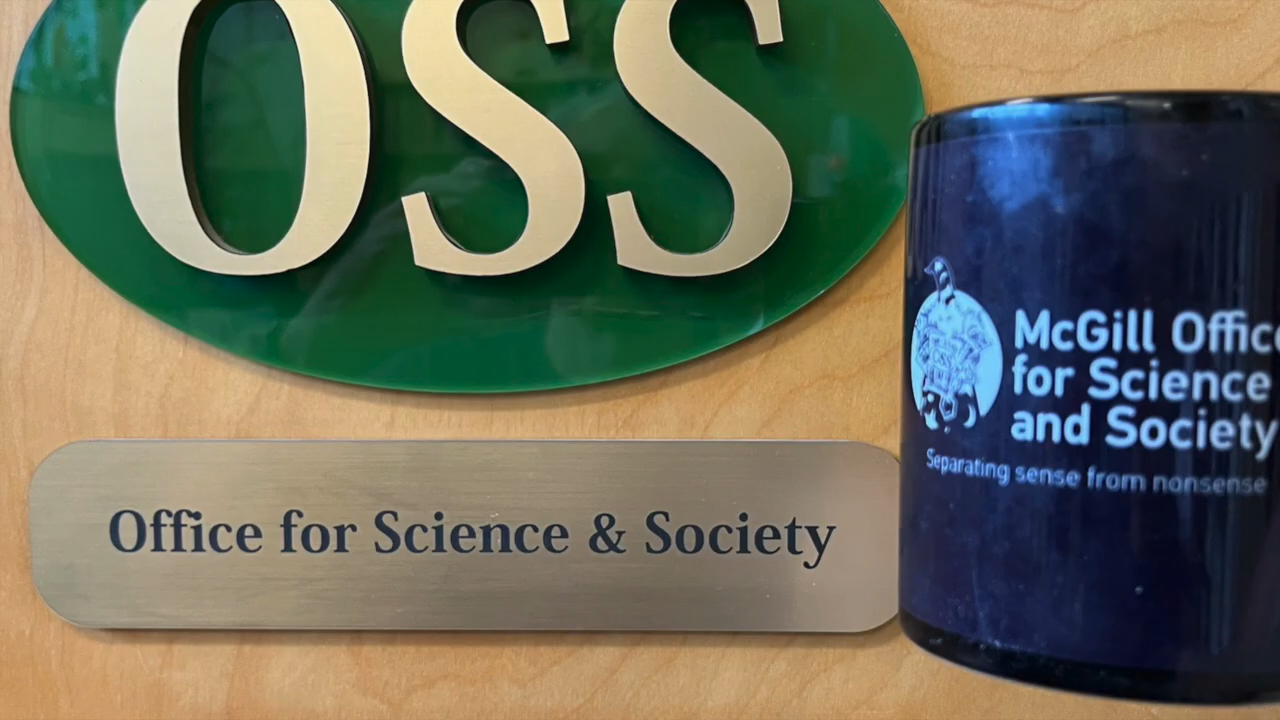 OSS
Office for Science & Society
McGill Office
for Science
and Society
Separating sense from nonsense